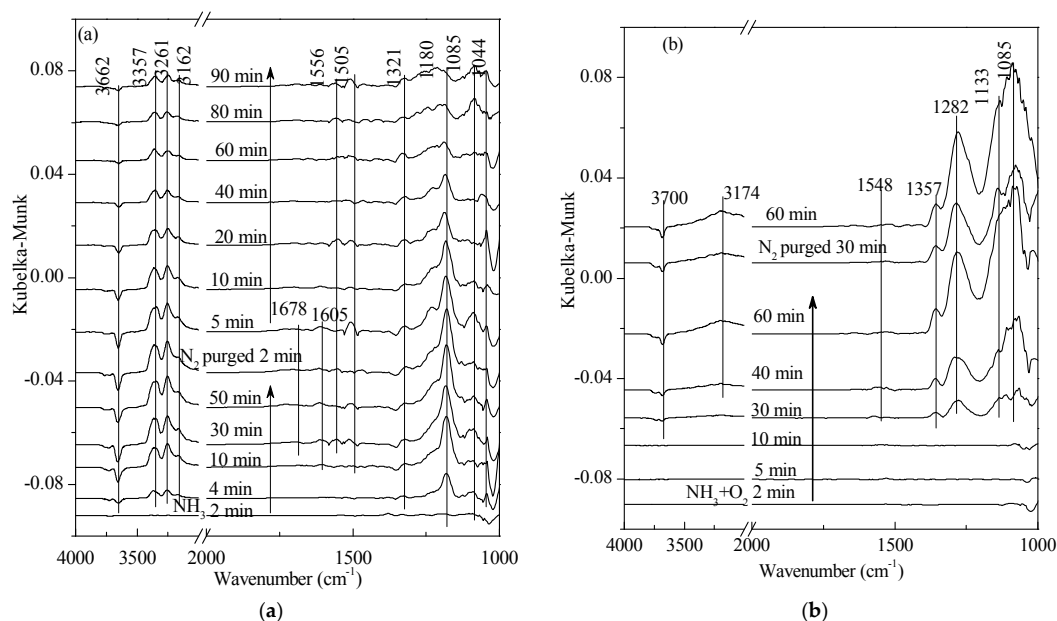 (a)
3662
3357
3261
3162
1556
1505
1321
1180
1085
1044
0.08
0.04
0.00
-0.04
-0.08
Kubelka-Munk
90 min
80 min
60 min
40 min
20 min
10 min
1678
1605
5 min
N2 purged 2 min
50 min
30 min
10 min
4 min
NH3 2 min
4000
3500
2000
1500
1000
Wavenumber (cm-1)
(a)
(b)
1282
1133
1085
0.08
0.04
0.00
-0.04
-0.08
Kubelka-Munk
3700
3174
1548
1357
60 min
N2 purged 30 min
60 min
40 min
30 min
10 min
5 min
NH3+O2 2 min
4000
3500
2000
1500
1000
Wavenumber (cm-1)
(b)